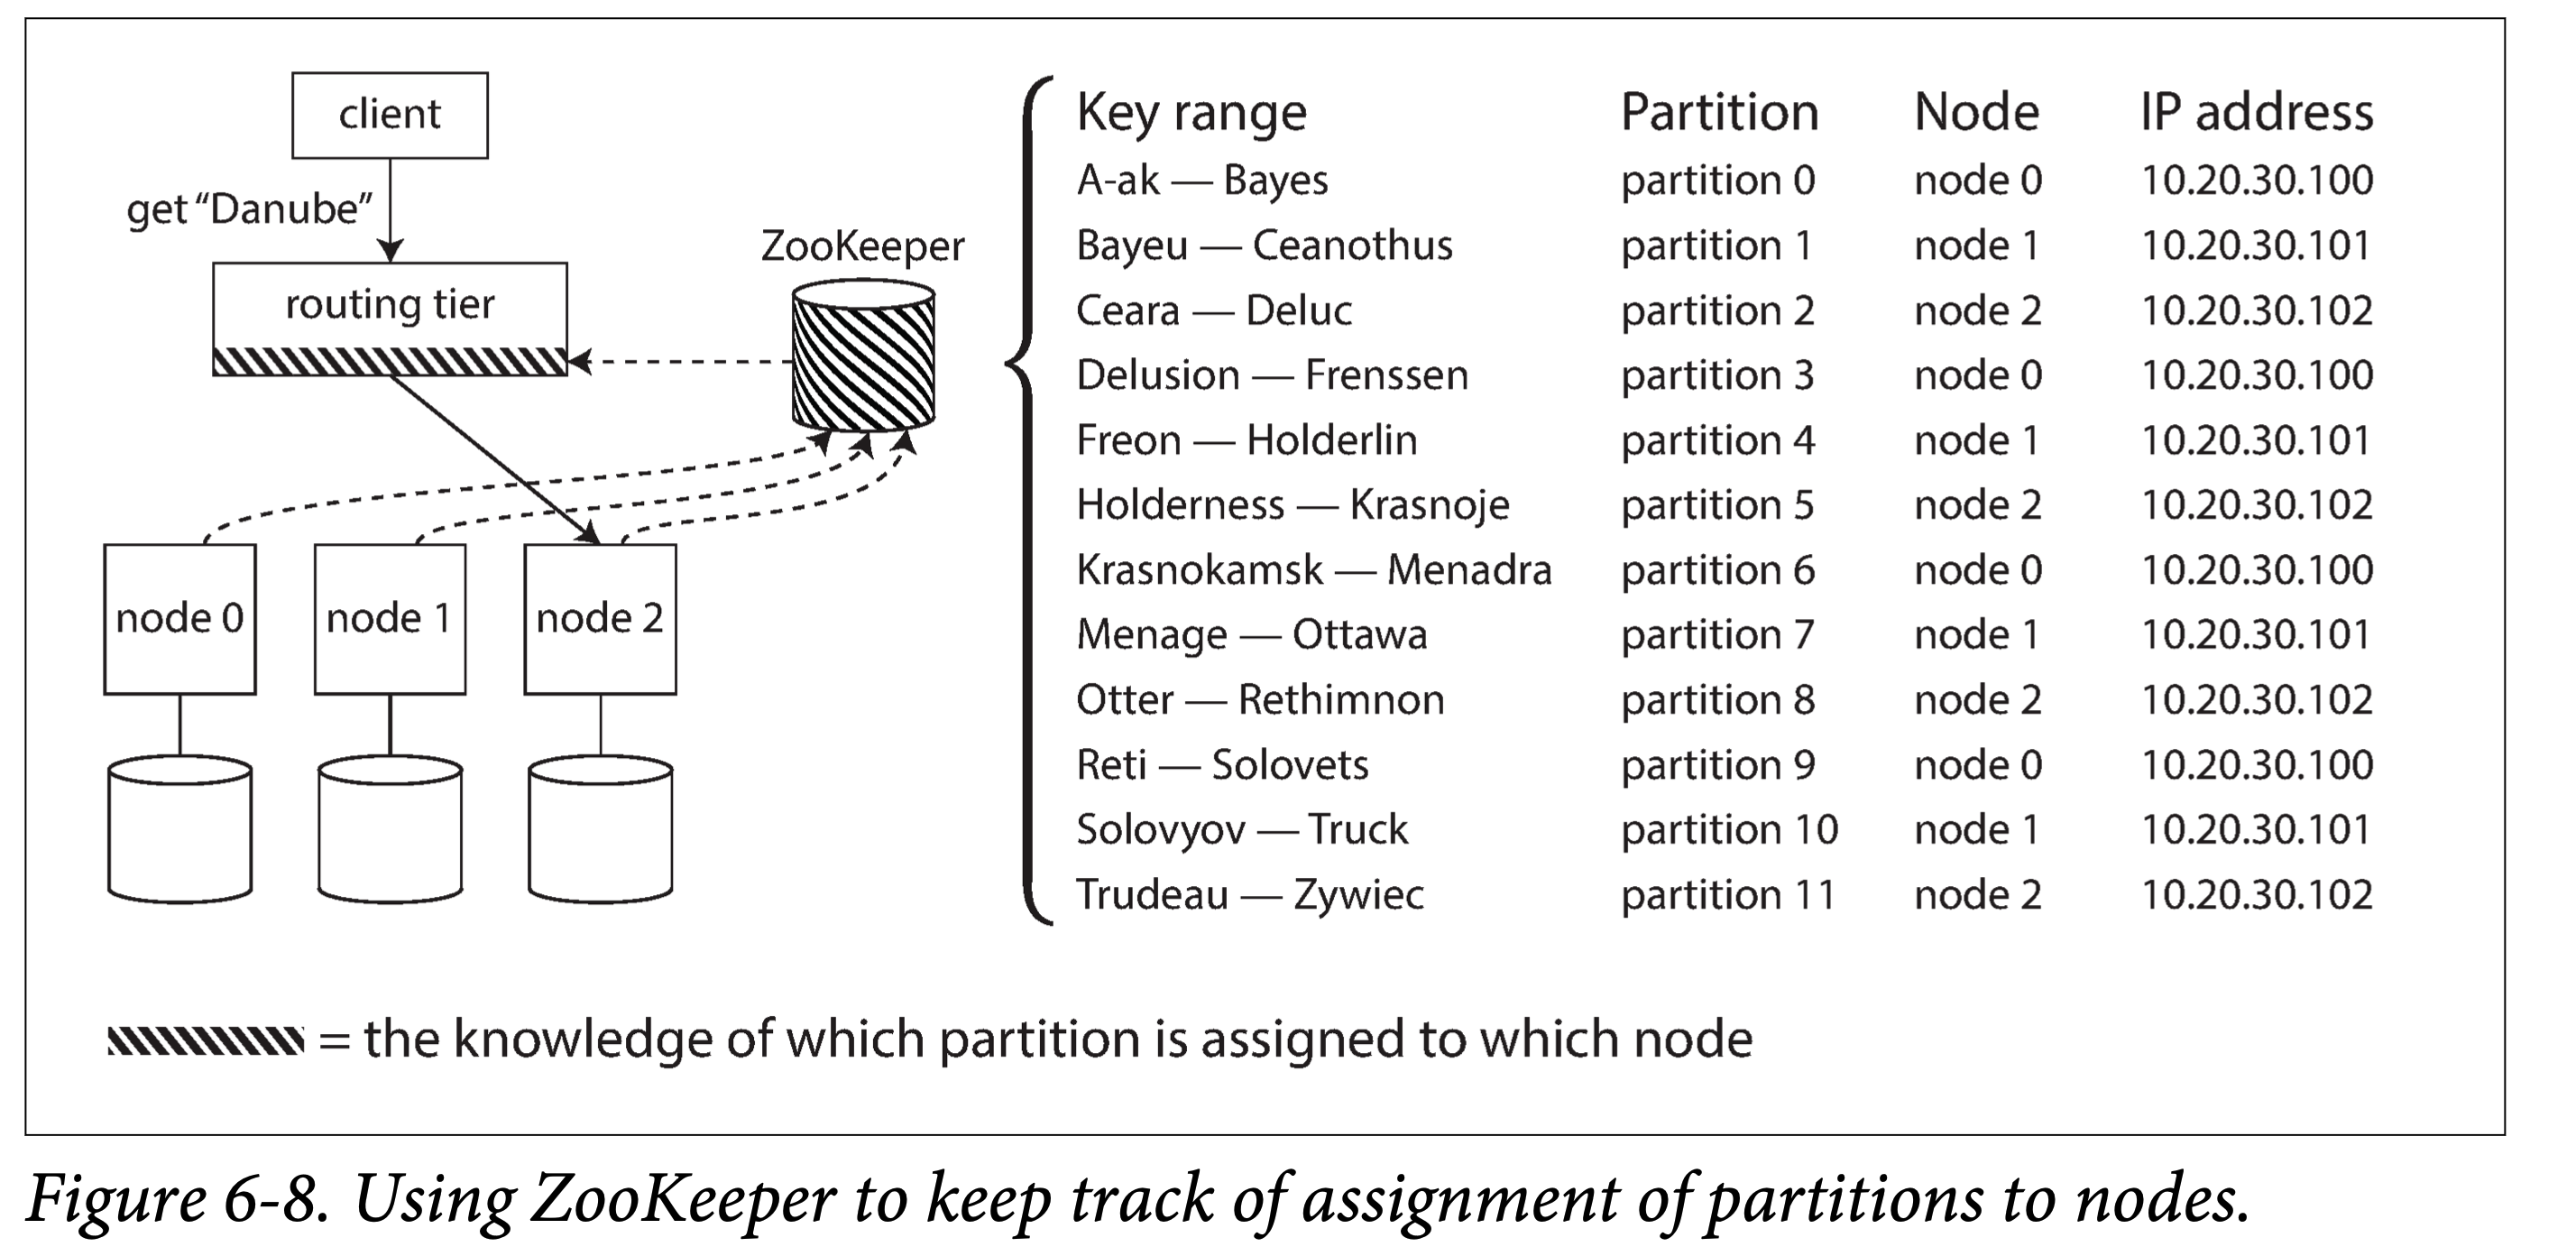 client
get “Danube”
routing tier
ZooKeeper
node 0
node 1
node 2
Key range Partition Node IP address
A-ak — Bayes partition 0 node 0 10.20.30.100
Bayeu — Ceanothus partition 1 node 1 10.20.30.101
Ceara — Deluc partition 2 node 2 10.20.30.102
Delusion — Frenssen partition 3 node 0 10.20.30.100
Freon — Holderlin partition 4 node 1 10.20.30.101
Holderness — Krasnoje partition 5 node 2 10.20.30.102
Krasnokamsk — Menadra partition 6 node 0 10.20.30.100
Menage — Ottawa partition 7 node 1 10.20.30.101
Otter — Rethimnon partition 8 node 2 10.20.30.102
Reti — Solovets partition 9 node 0 10.20.30.100
Solovyov — Truck partition 10 node 1 10.20.30.101
Trudeau — Zywiec partition 11 node 2 10.20.30.102
= the knowledge of which partition is assigned to which node
Figure 6-8. Using ZooKeeper to keep track of assignment of partitions to nodes.